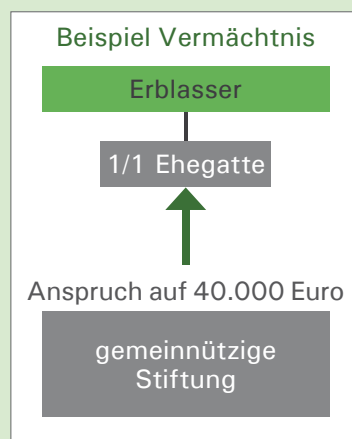 Beispiel Vermächtnis
Erblasser
1/1 Ehegatte
Anspruch auf 40.000 Euro
gemeinnützige
Stiftung